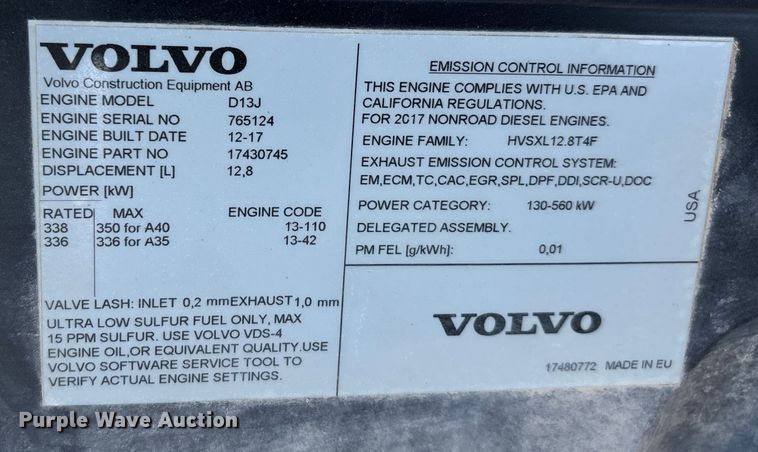 VOLVO
Volvo Construction Equipment AB
ENGINE MODEL D13J
ENGINE SERIAL NO 765124
ENGINE BUILT DATE 12-17
ENGINE PART NO 17430745
DISPLACEMENT [L] 12,8
POWER [kW]
RATED MAX ENGINE CODE
338 350 for A40 13-110
336 336 for A35 13-42
VALVE LASH: INLET 0,2 mm EXHAUST 1,0 mm
ULTRA LOW SULFUR FUEL ONLY, MAX
15 PPM SULFUR. USE VOLVO VDS-4
ENGINE OIL,OR EQUIVALENT QUALITY.USE
VOLVO SOFTWARE SERVICE TOOL TO
VERIFY ACTUAL ENGINE SETTINGS.
EMISSION CONTROL INFORMATION
THIS ENGINE COMPLIES WITH U.S. EPA AND
CALIFORNIA REGULATIONS.
FOR 2017 NONROAD DIESEL ENGINES.
ENGINE FAMILY: HVSXL12.8T4F
EXHAUST EMISSION CONTROL SYSTEM:
EM,ECM,TC,CAC,EGR,SPL,DPF,DDI,SCR-U,DOC
POWER CATEGORY: 130-560 kW
DELEGATED ASSEMBLY.
PM FEL [g/kWh]: 0,01
USA
VOLVO
17480772 MADE IN EU
Purple Wave Auction